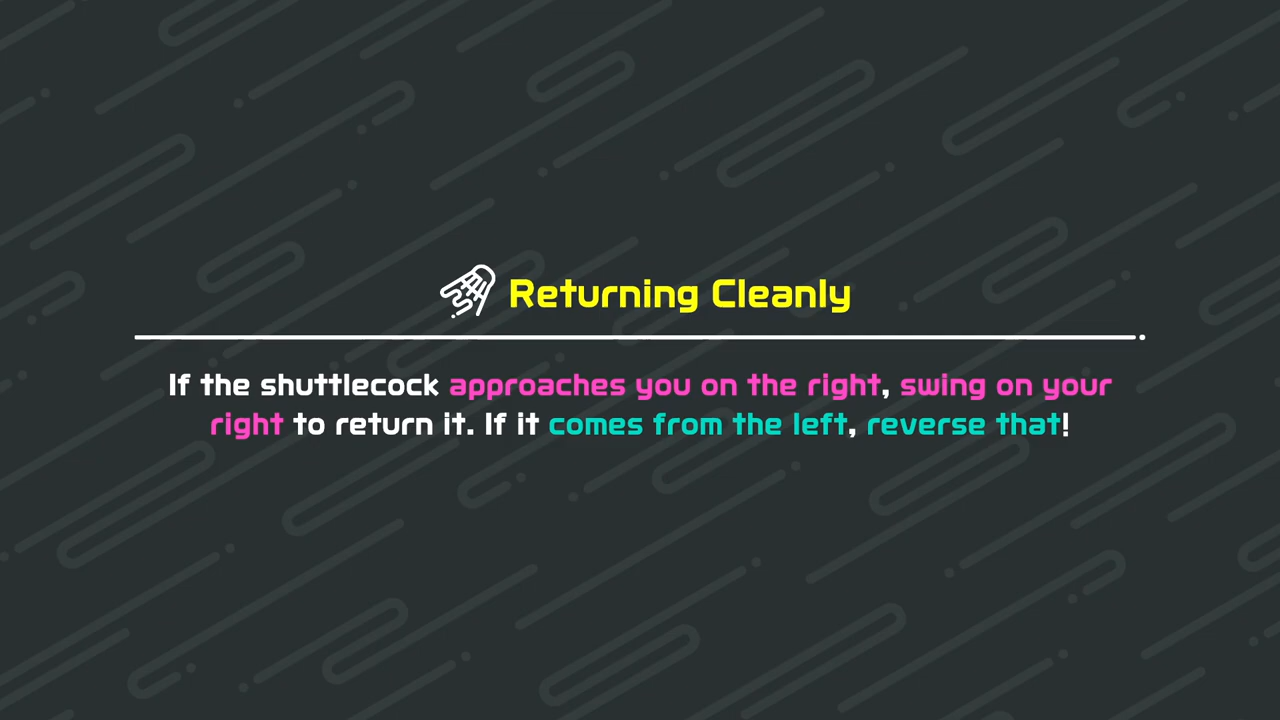 Returning Cleanly
If the shuttlecock approaches you on the right, swing on your
right to return it. If it comes from the left, reverse that!